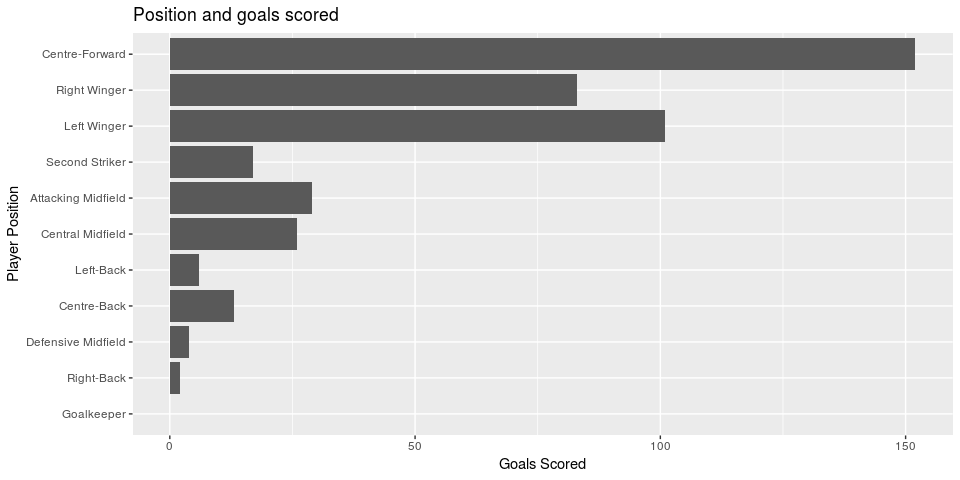 Position and goals scored
Centre-Forward
Right Winger
Left Winger
Second Striker
Attacking Midfield
Central Midfield
Left-Back
Centre-Back
Defensive Midfield
Right-Back
Goalkeeper
Player Position
0 50 100 150
Goals Scored